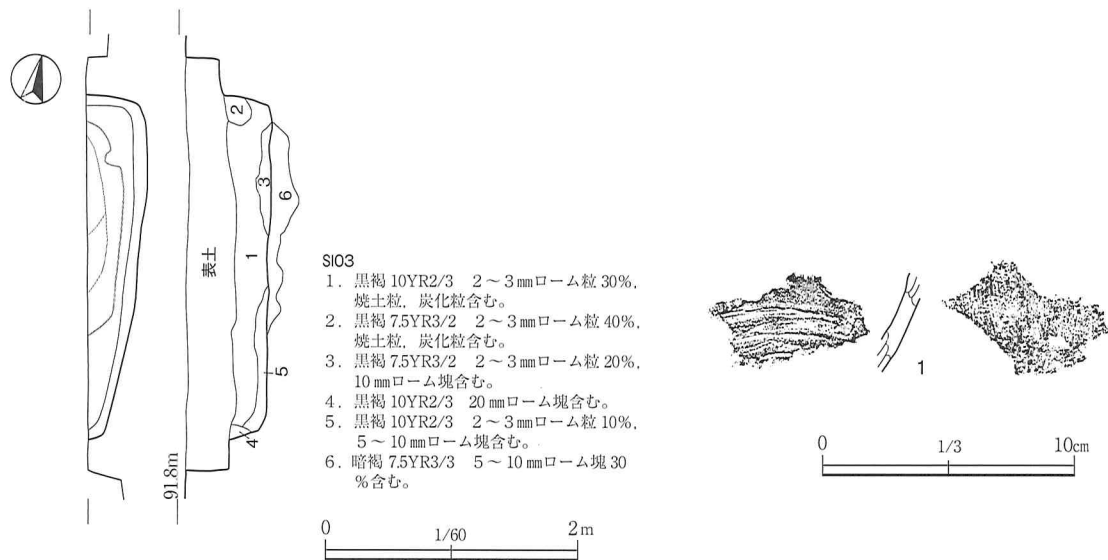 2
3
6
表土
1
5
4
91.8m
SI03
1. 黒褐 10YR2/3 2～3㎜ローム粒 30%,
焼土粒, 炭化粒含む。
2. 黒褐 7.5YR3/2 2～3㎜ローム粒 40%,
焼土粒, 炭化粒含む。
3. 黒褐 7.5YR3/2 2～3㎜ローム粒 20%,
10㎜ローム塊含む。
4. 黒褐 10YR2/3 20㎜ローム塊含む。
5. 黒褐 10YR2/3 2～3㎜ローム粒 10%,
5～10㎜ローム塊含む。
6. 暗褐 7.5YR3/3 5～10㎜ローム塊 30
%含む。
0 1/60 2m
1
0 1/3 10cm